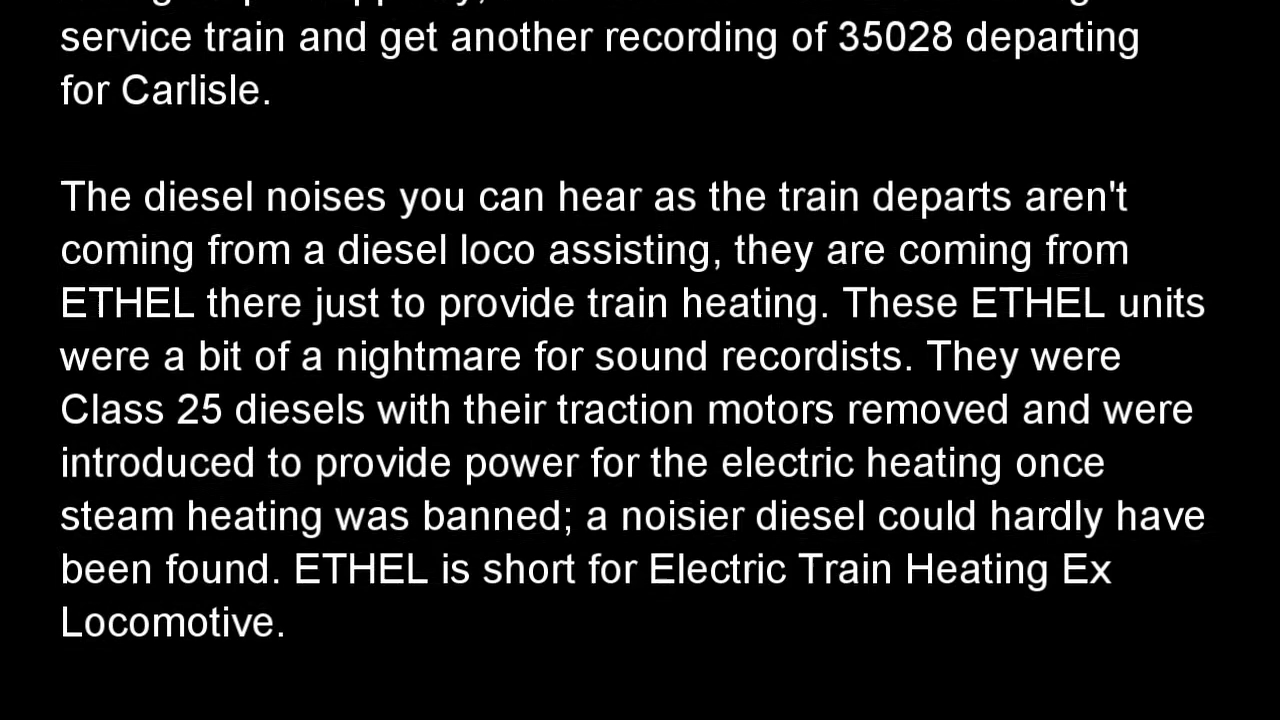 service train and get another recording of 35028 departing
for Carlisle.
The diesel noises you can hear as the train departs aren't
coming from a diesel loco assisting, they are coming from
ETHEL there just to provide train heating. These ETHEL units
were a bit of a nightmare for sound recordists. They were
Class 25 diesels with their traction motors removed and were
introduced to provide power for the electric heating once
steam heating was banned; a noisier diesel could hardly have
been found. ETHEL is short for Electric Train Heating Ex
Locomotive.